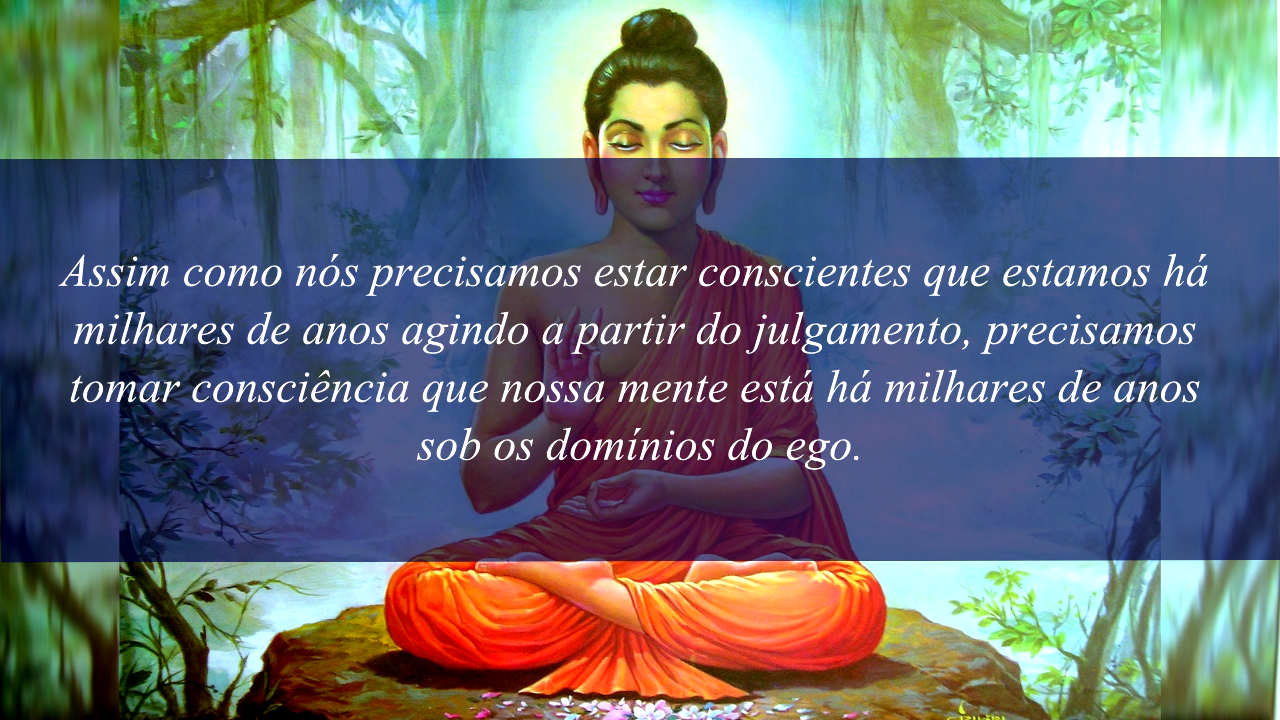 Assim como nós precisamos estar conscientes que estamos há
milhares de anos agindo a partir do julgamento, precisamos
tomar consciência que nossa mente está há milhares de anos
sob os domínios do ego.